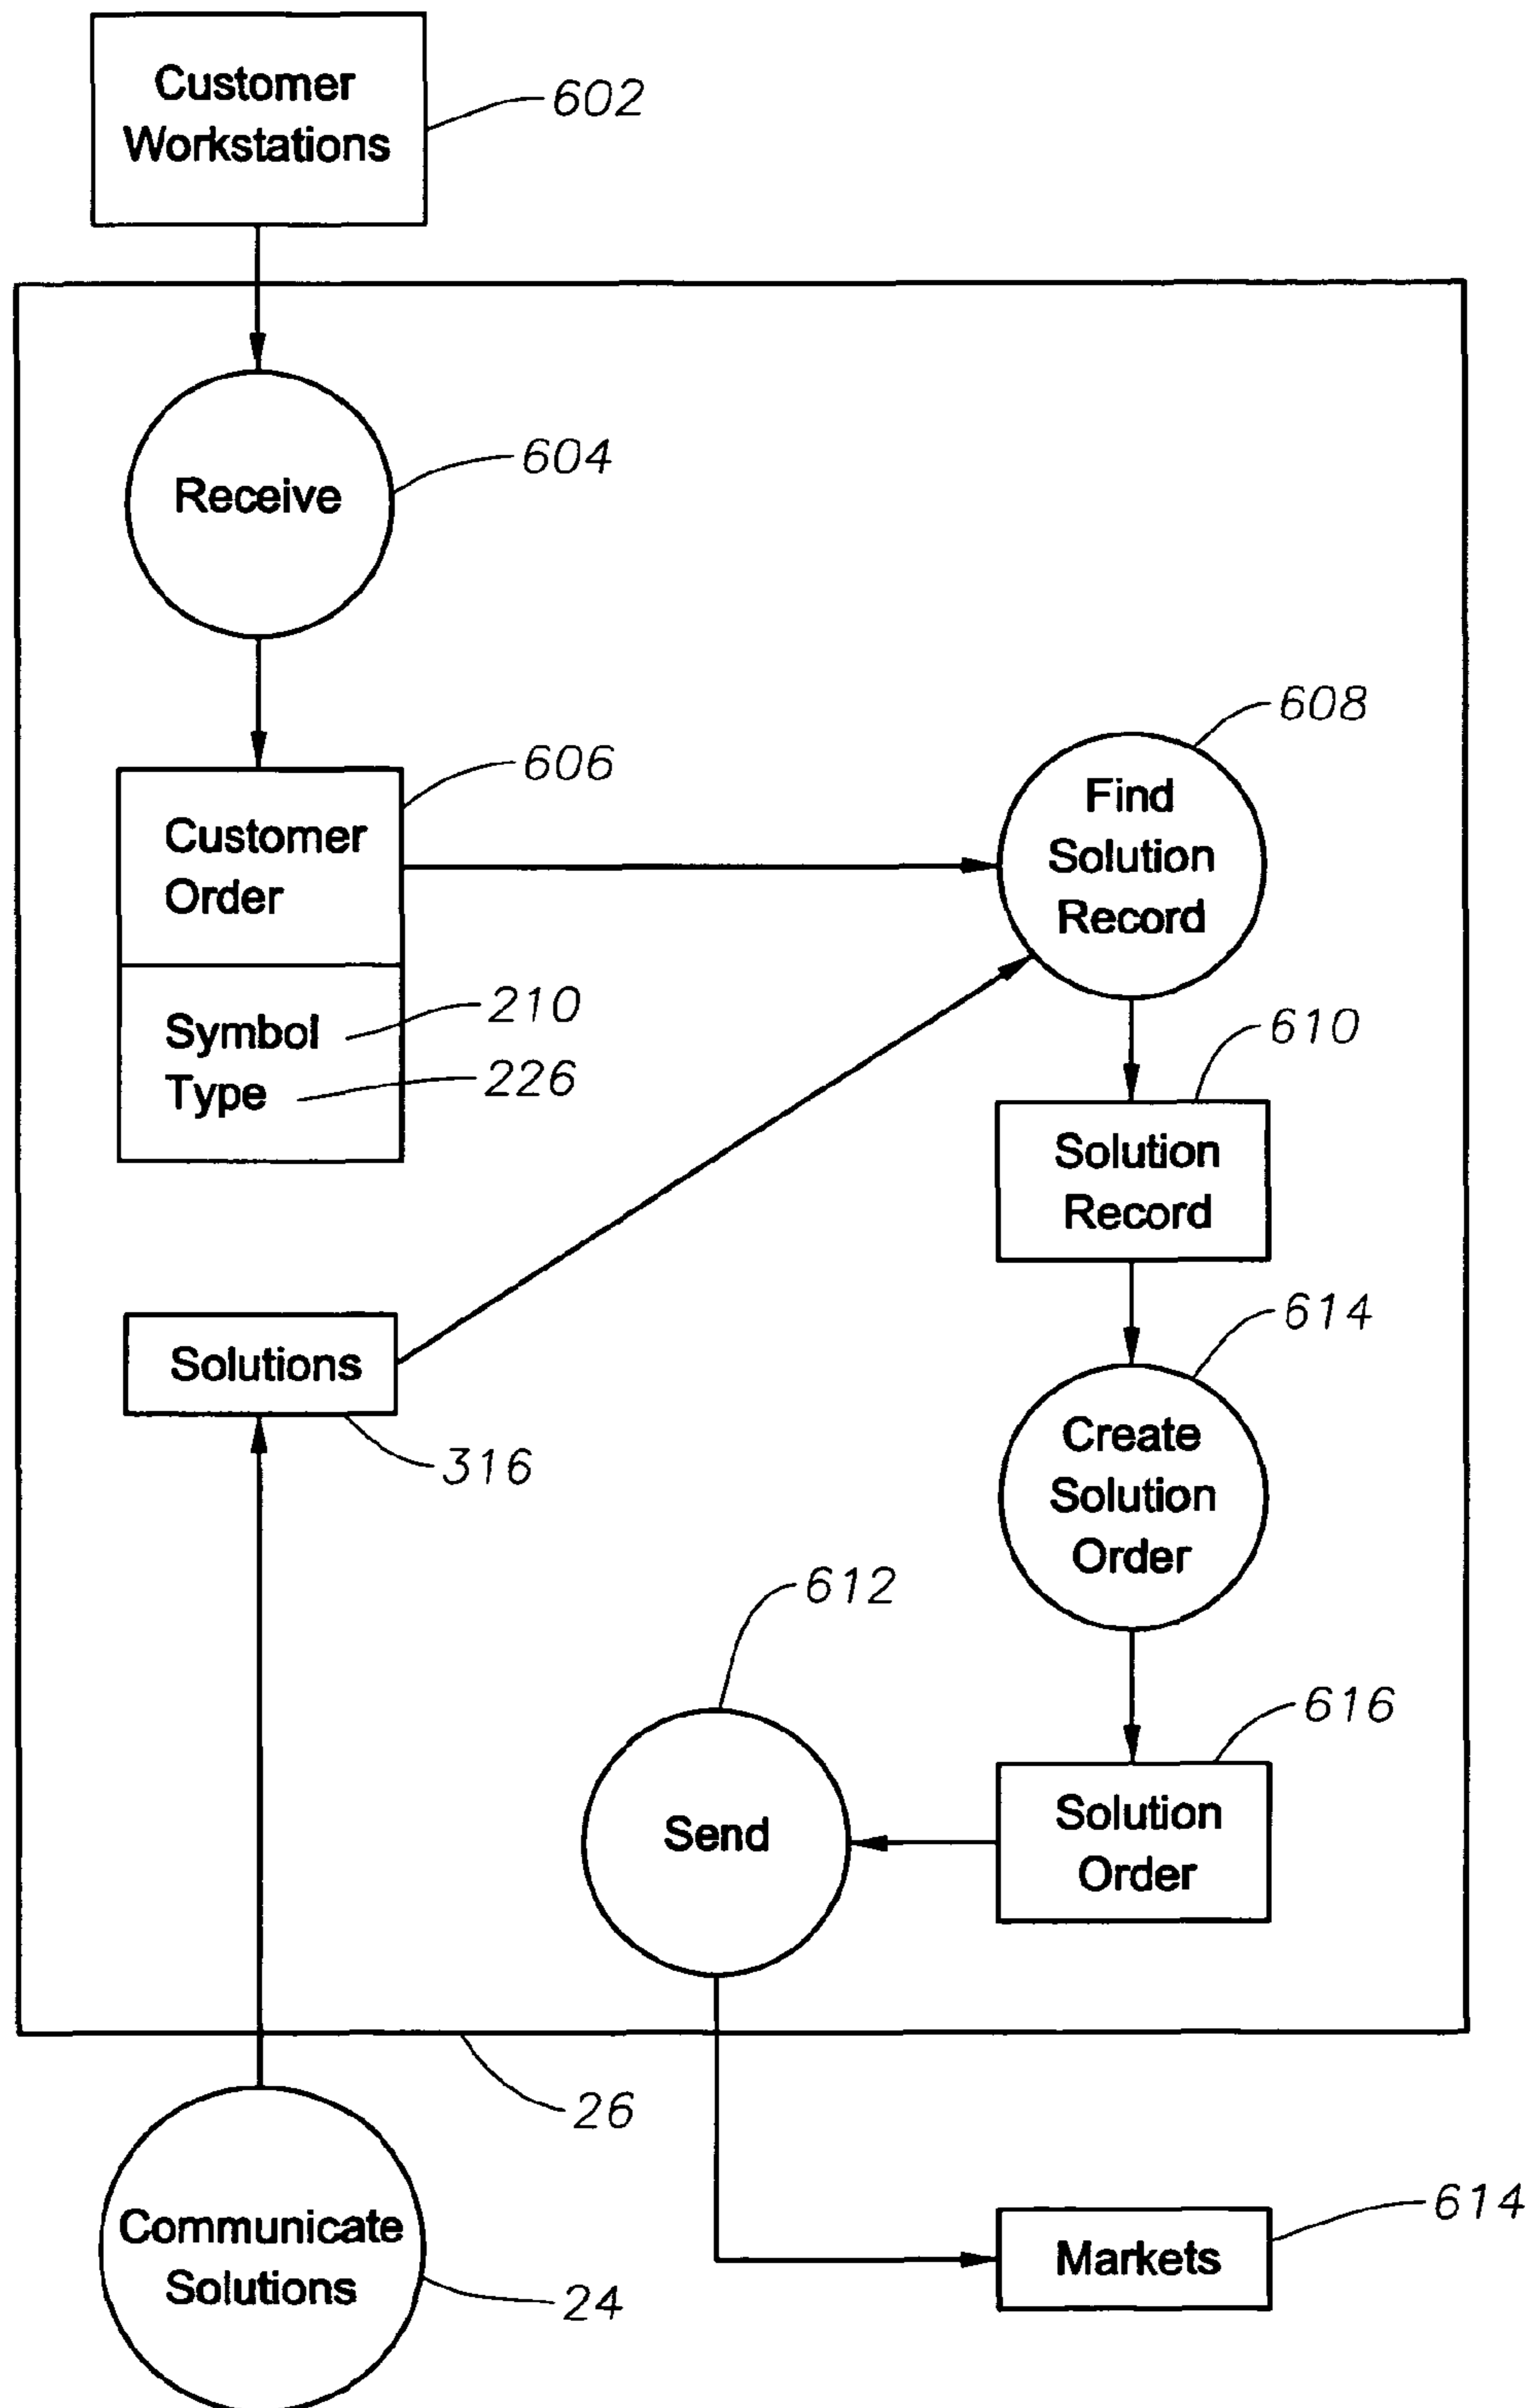 Customer
Workstations
602
Receive
604
606
Customer
Order
Symbol
210
Type
226
608
Find
Solution
Record
610
Solution
Record
Solutions
316
614
Create
Solution
Order
612
Send
616
Solution
Order
26
Communicate
Solutions
24
Markets
614